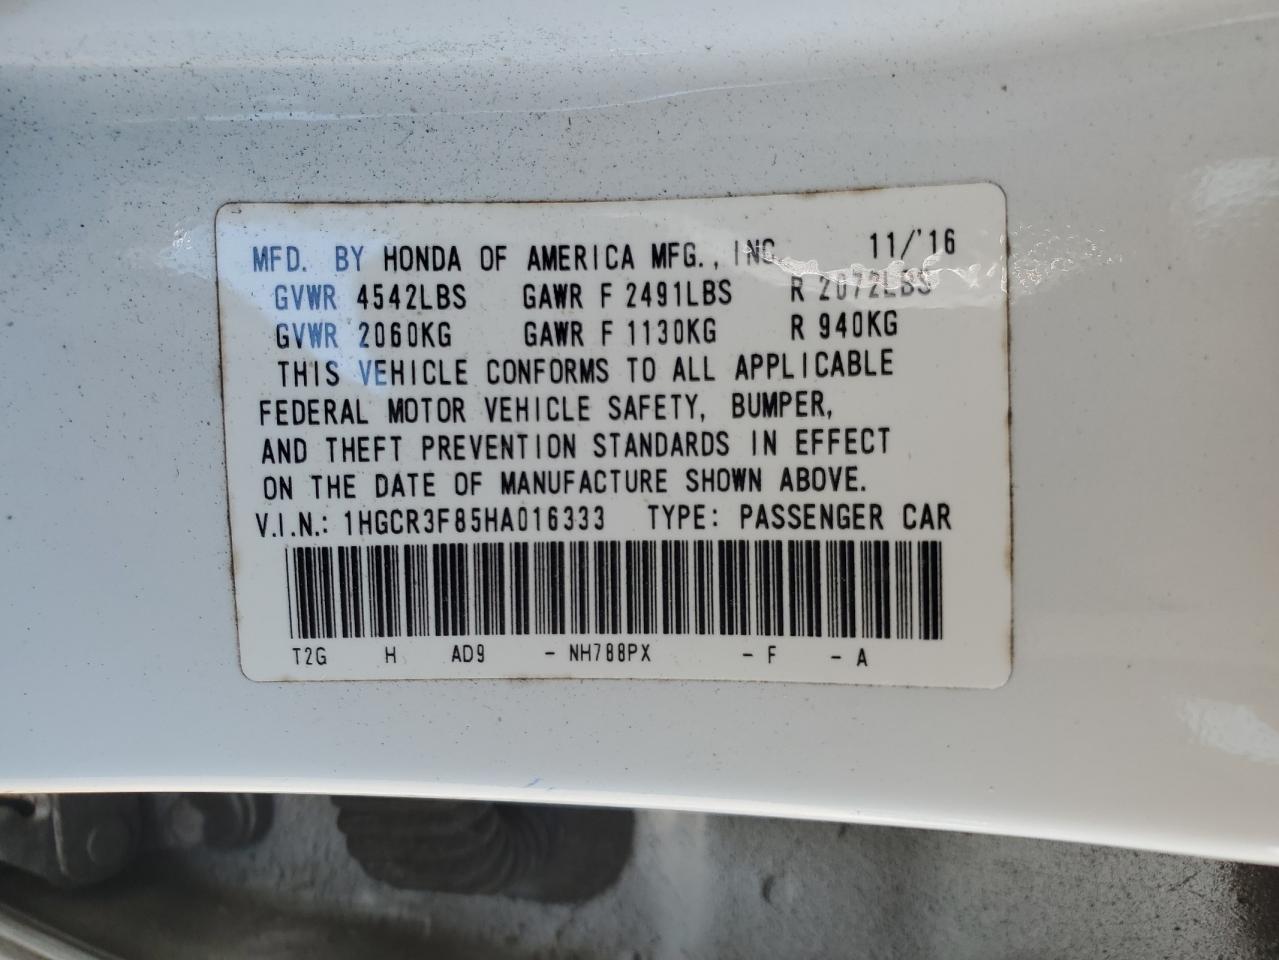 MFD. BY HONDA OF AMERICA MFG., INC. 11/'16
GVWR 4542LBS GAWR F 2491LBS R 2072LBS
GVWR 2060KG GAWR F 1130KG R 940KG
THIS VEHICLE CONFORMS TO ALL APPLICABLE
FEDERAL MOTOR VEHICLE SAFETY, BUMPER,
AND THEFT PREVENTION STANDARDS IN EFFECT
ON THE DATE OF MANUFACTURE SHOWN ABOVE.
V.I.N.: 1HGCR3F85HA016333 TYPE: PASSENGER CAR
T2G H AD9 - NH788PX - F - A